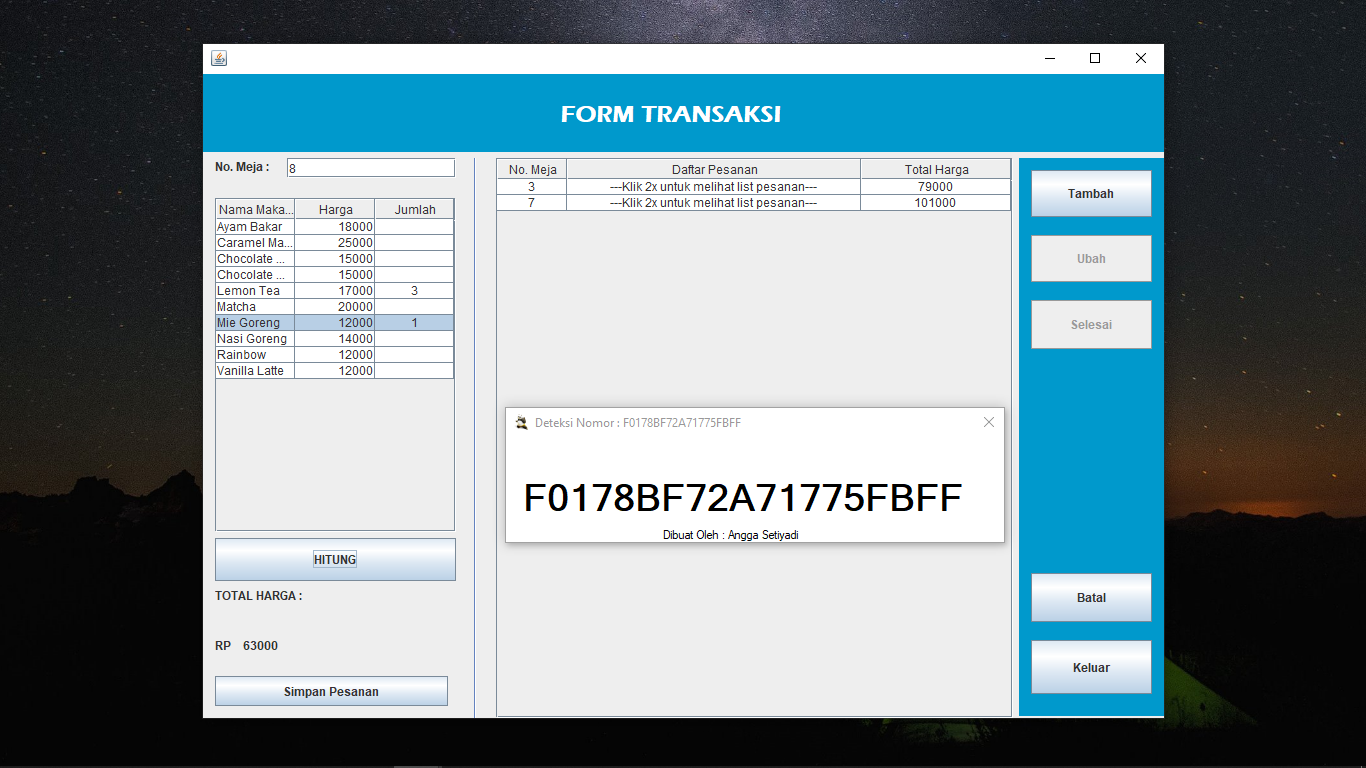 FORM TRANSAKSI
No. Meja : 8
Nama Maka... Harga Jumlah
Ayam Bakar 18000
Caramel Ma... 25000
Chocolate ... 15000
Chocolate ... 15000
Lemon Tea 17000 3
Matcha 20000
Mie Goreng 12000 1
Nasi Goreng 14000
Rainbow 12000
Vanilla Latte 12000
HITUNG
TOTAL HARGA :
RP 63000
Simpan Pesanan
No. Meja Daftar Pesanan Total Harga
3 ---Klik 2x untuk melihat list pesanan--- 79000
7 ---Klik 2x untuk melihat list pesanan--- 101000
Deteksi Nomor : F0178BF72A71775FBFF
F0178BF72A71775FBFF
Dibuat Oleh : Angga Setiyadi
Tambah
Ubah
Selesai
Batal
Keluar